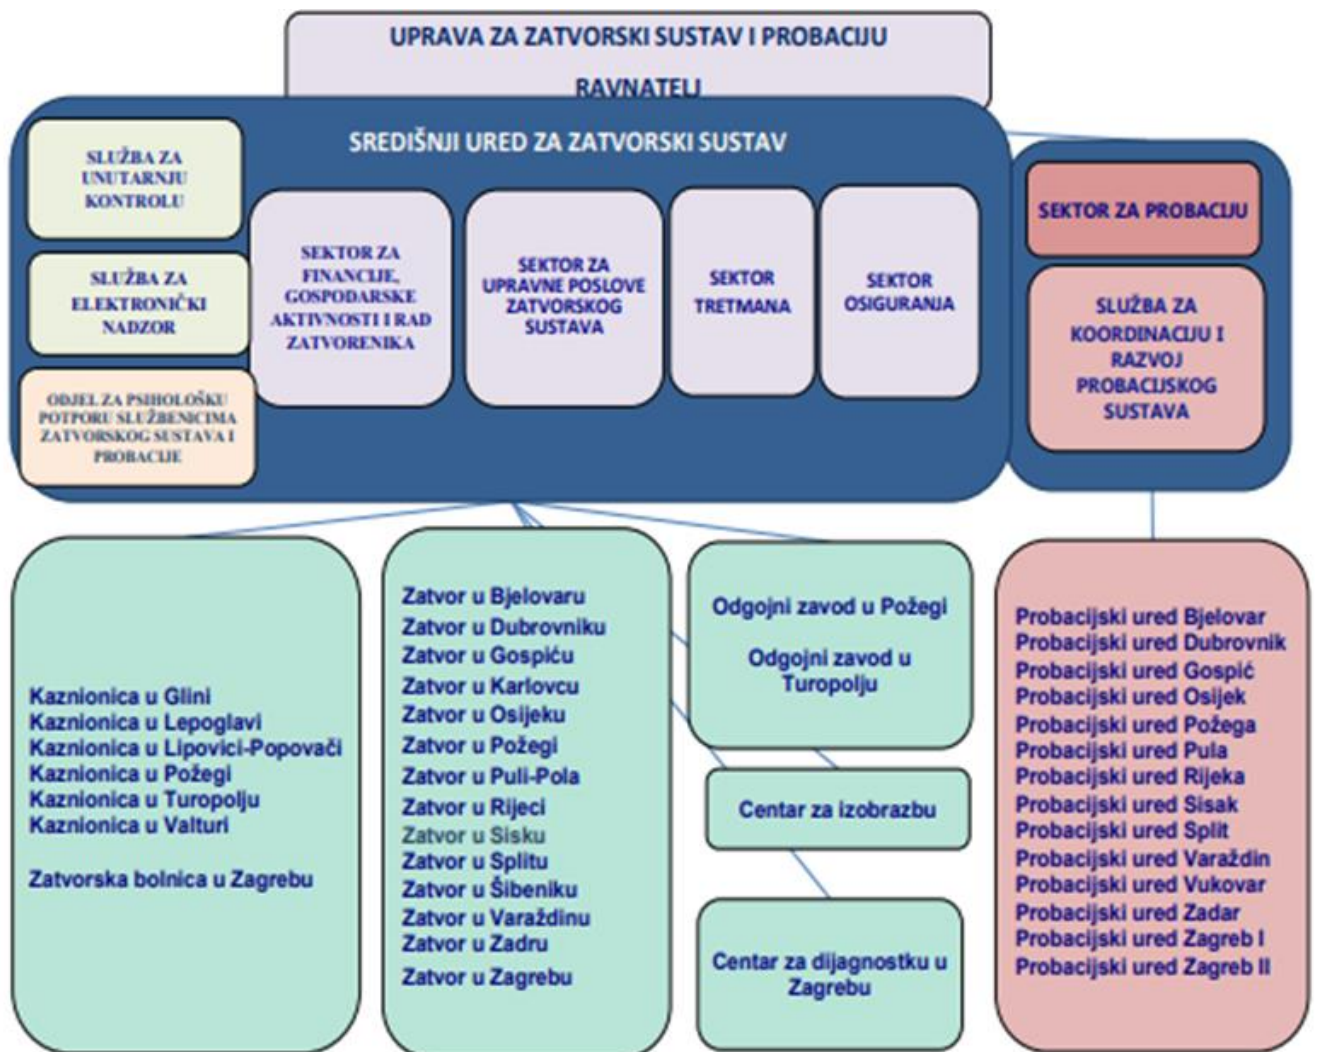 UPRAVA ZA ZATVORSKI SUSTAV I PROBACIJU
RAVNATELJ
SREDIŠNJI URED ZA ZATVORSKI SUSTAV
SLUŽBA ZA
UNUTARNJU
KONTROLU
SLUŽBA ZA
ELEKTRONIČKI
NADZOR
ODJEL ZA PSIHOLOŠKU
POTPORU SLUŽBENICIMA
ZATVORSKOG SUSTAVA I
PROBACIJE
SEKTOR ZA
FINANCIJE,
GOSPODARSKE
AKTIVNOSTI I RAD
ZATVORENIKA
SEKTOR ZA
UPRAVNE POSLOVE
ZATVORSKOG
SUSTAVA
SEKTOR
TRETMANA
SEKTOR
OSIGURANJA
SEKTOR ZA PROBACIJU
SLUŽBA ZA
KOORDINACIJU I
RAZVOJ
PROBACIJSKOG
SUSTAVA
Kaznionica u Glini
Kaznionica u Lepoglavi
Kaznionica u Lipovici-Popovači
Kaznionica u Požegi
Kaznionica u Turopolju
Kaznionica u Valturi
Zatvorska bolnica u Zagrebu
Zatvor u Bjelovaru
Zatvor u Dubrovniku
Zatvor u Gospiću
Zatvor u Karlovcu
Zatvor u Osijeku
Zatvor u Požegi
Zatvor u Puli-Pola
Zatvor u Rijeci
Zatvor u Sisku
Zatvor u Splitu
Zatvor u Šibeniku
Zatvor u Varaždinu
Zatvor u Zadru
Zatvor u Zagrebu
Odgojni zavod u Požegi
Odgojni zavod u
Turopolju
Centar za izobrazbu
Centar za dijagnostku u
Zagrebu
Probacijski ured Bjelovar
Probacijski ured Dubrovnik
Probacijski ured Gospić
Probacijski ured Osijek
Probacijski ured Požega
Probacijski ured Pula
Probacijski ured Rijeka
Probacijski ured Sisak
Probacijski ured Split
Probacijski ured Varaždin
Probacijski ured Vukovar
Probacijski ured Zadar
Probacijski ured Zagreb I
Probacijski ured Zagreb II